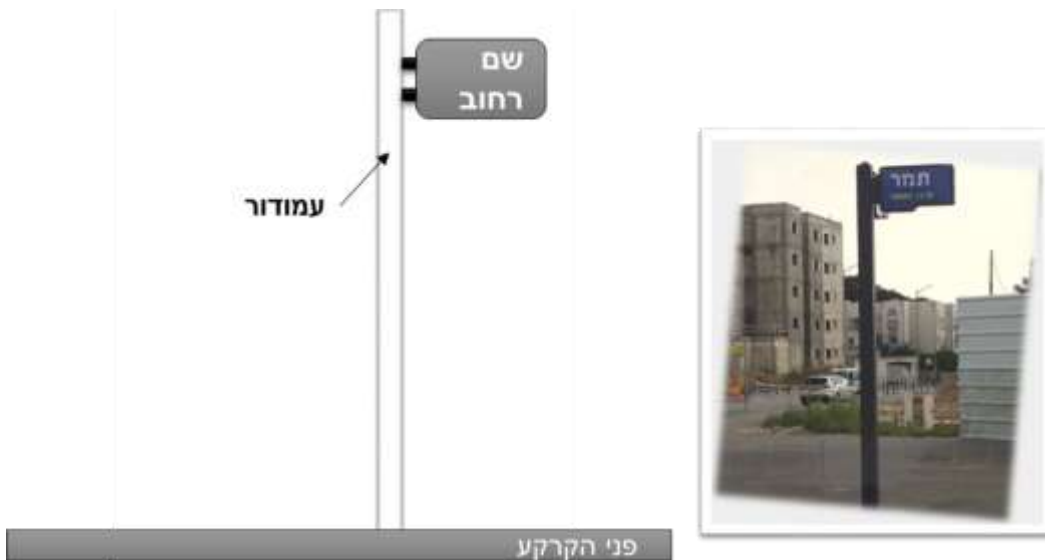 שם
רחוב
עמודור
פני הקרקע
תמר